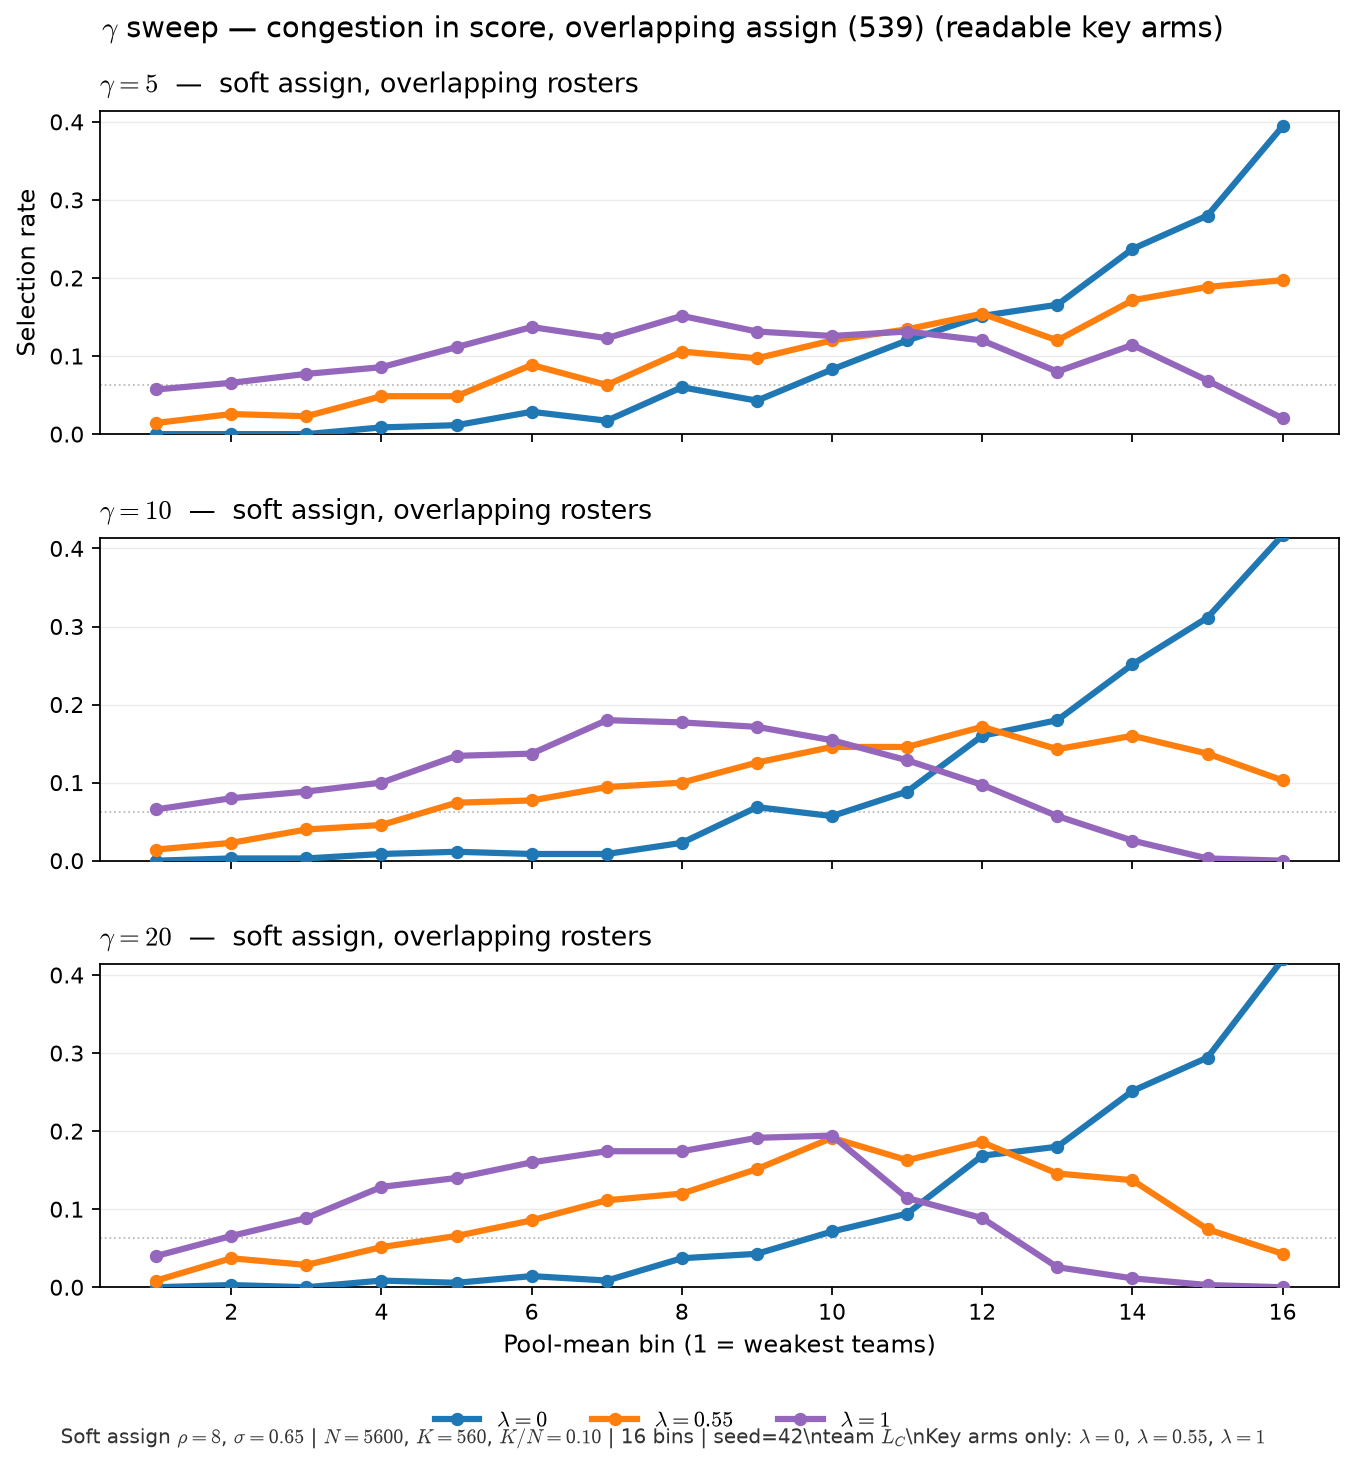 γ sweep — congestion in score, overlapping assign (539) (readable key arms)
γ = 5 — soft assign, overlapping rosters
0.4
0.3
0.2
0.1
0.0
Selection rate
γ = 10 — soft assign, overlapping rosters
0.4
0.3
0.2
0.1
0.0
γ = 20 — soft assign, overlapping rosters
0.4
0.3
0.2
0.1
0.0
2 4 6 8 10 12 14 16
Pool-mean bin (1 = weakest teams)
λ = 0 λ = 0.55 λ = 1
Soft assign ρ = 8, σ = 0.65 | N = 5600, K = 560, K/N = 0.10 | 16 bins | seed=42\nteam L_C\nKey arms only: λ = 0, λ = 0.55, λ = 1